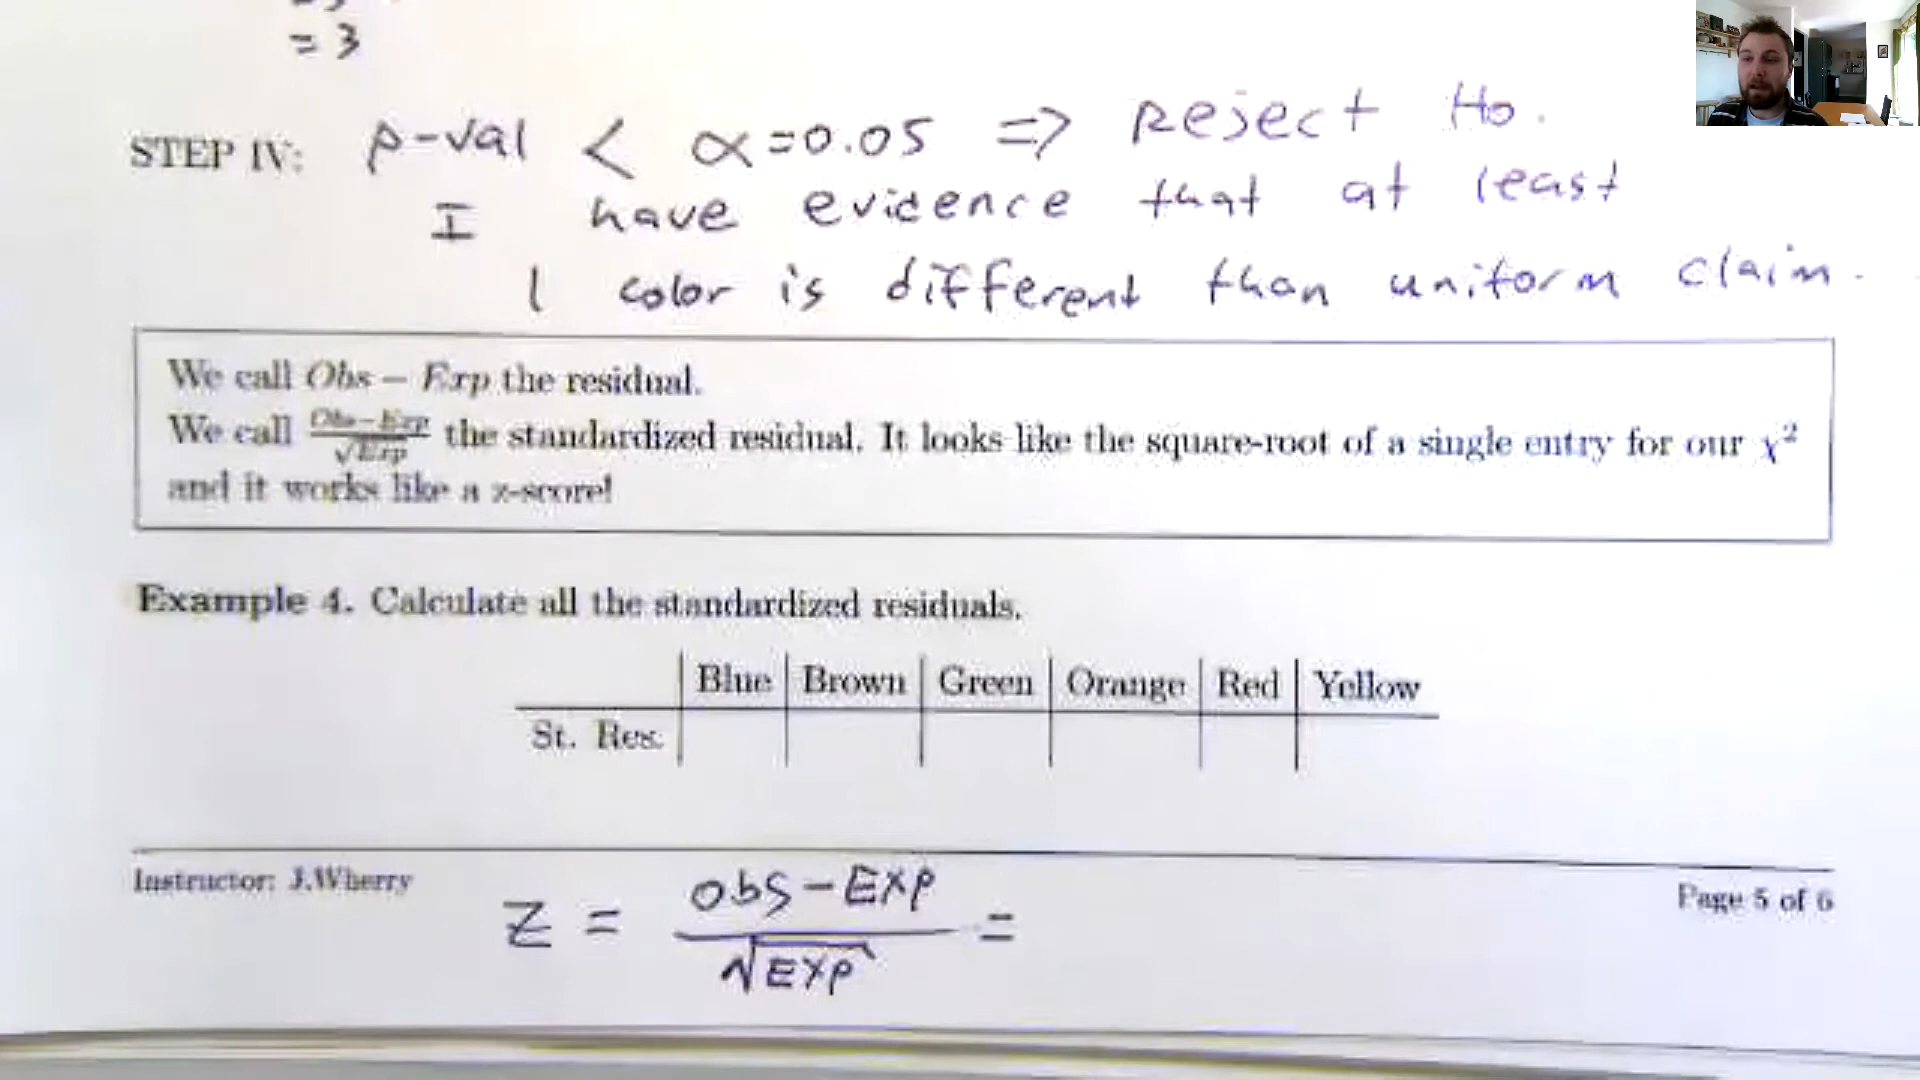 = 3
STEP IV: p-val < α=0.05 => Reject Ho.
I have evidence that at least
1 color is different than uniform claim.
We call Obs − Exp the residual.
We call Obs−Exp/√Exp the standardized residual. It looks like the square-root of a single entry for our χ²
and it works like a z-score!
Example 4. Calculate all the standardized residuals.
Blue Brown Green Orange Red Yellow
St. Res.
Instructor: J.Wherry
Page 5 of 6
Z = Obs-Exp/√Exp =